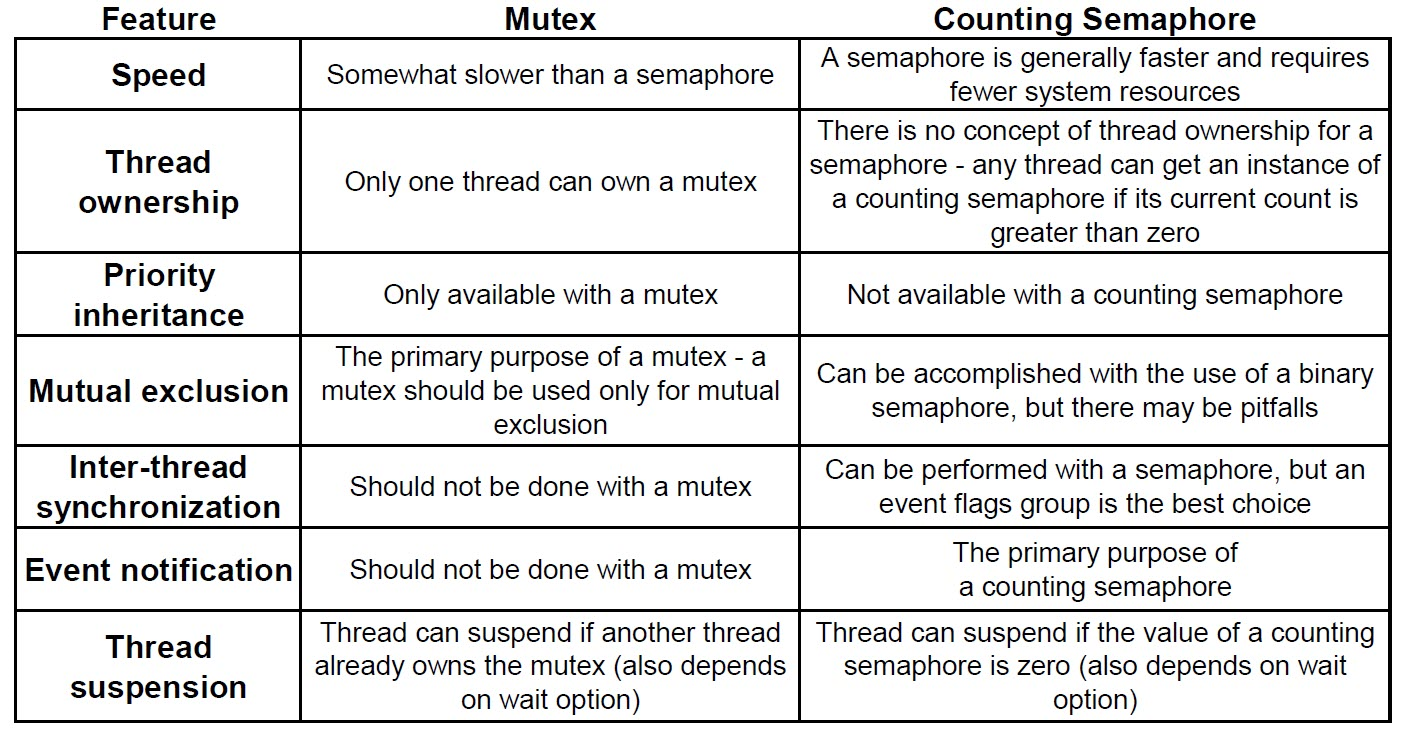 Feature Mutex Counting Semaphore
Speed
Somewhat slower than a semaphore
A semaphore is generally faster and requires
fewer system resources
Thread
ownership
Only one thread can own a mutex
There is no concept of thread ownership for a
semaphore - any thread can get an instance of
a counting semaphore if its current count is
greater than zero
Priority
inheritance
Only available with a mutex
Not available with a counting semaphore
Mutual exclusion
The primary purpose of a mutex - a
mutex should be used only for mutual
exclusion
Can be accomplished with the use of a binary
semaphore, but there may be pitfalls
Inter-thread
synchronization
Should not be done with a mutex
Can be performed with a semaphore, but an
event flags group is the best choice
Event notification
Should not be done with a mutex
The primary purpose of
a counting semaphore
Thread
suspension
Thread can suspend if another thread
already owns the mutex (also depends
on wait option)
Thread can suspend if the value of a counting
semaphore is zero (also depends on wait
option)